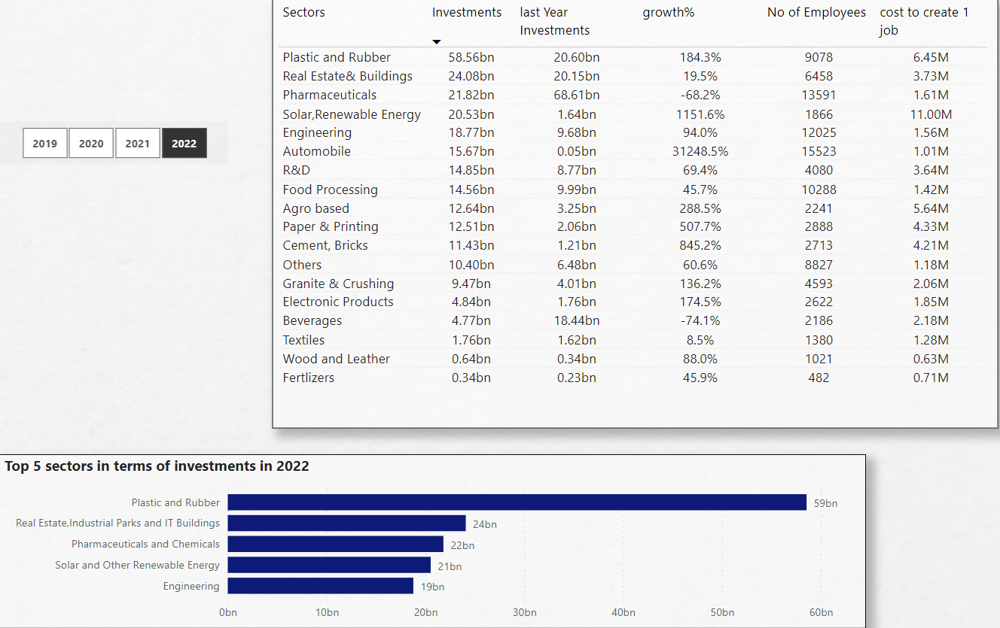 Sectors Investments last Year Investments growth% No of Employees cost to create 1 job
Plastic and Rubber 58.56bn 20.60bn 184.3% 9078 6.45M
Real Estate& Buildings 24.08bn 20.15bn 19.5% 6458 3.73M
Pharmaceuticals 21.82bn 68.61bn -68.2% 13591 1.61M
Solar,Renewable Energy 20.53bn 1.64bn 1151.6% 1866 11.00M
Engineering 18.77bn 9.68bn 94.0% 12025 1.56M
Automobile 15.67bn 0.05bn 31248.5% 15523 1.01M
R&D 14.85bn 8.77bn 69.4% 4080 3.64M
Food Processing 14.56bn 9.99bn 45.7% 10288 1.42M
Agro based 12.64bn 3.25bn 288.5% 2241 5.64M
Paper & Printing 12.51bn 2.06bn 507.7% 2888 4.33M
Cement, Bricks 11.43bn 1.21bn 845.2% 2713 4.21M
Others 10.40bn 6.48bn 60.6% 8827 1.18M
Granite & Crushing 9.47bn 4.01bn 136.2% 4593 2.06M
Electronic Products 4.84bn 1.76bn 174.5% 2622 1.85M
Beverages 4.77bn 18.44bn -74.1% 2186 2.18M
Textiles 1.76bn 1.62bn 8.5% 1380 1.28M
Wood and Leather 0.64bn 0.34bn 88.0% 1021 0.63M
Fertlizers 0.34bn 0.23bn 45.9% 482 0.71M
2019 2020 2021 2022
Top 5 sectors in terms of investments in 2022
Plastic and Rubber 59bn
Real Estate,Industrial Parks and IT Buildings 24bn
Pharmaceuticals and Chemicals 22bn
Solar and Other Renewable Energy 21bn
Engineering 19bn
0bn 10bn 20bn 30bn 40bn 50bn 60bn